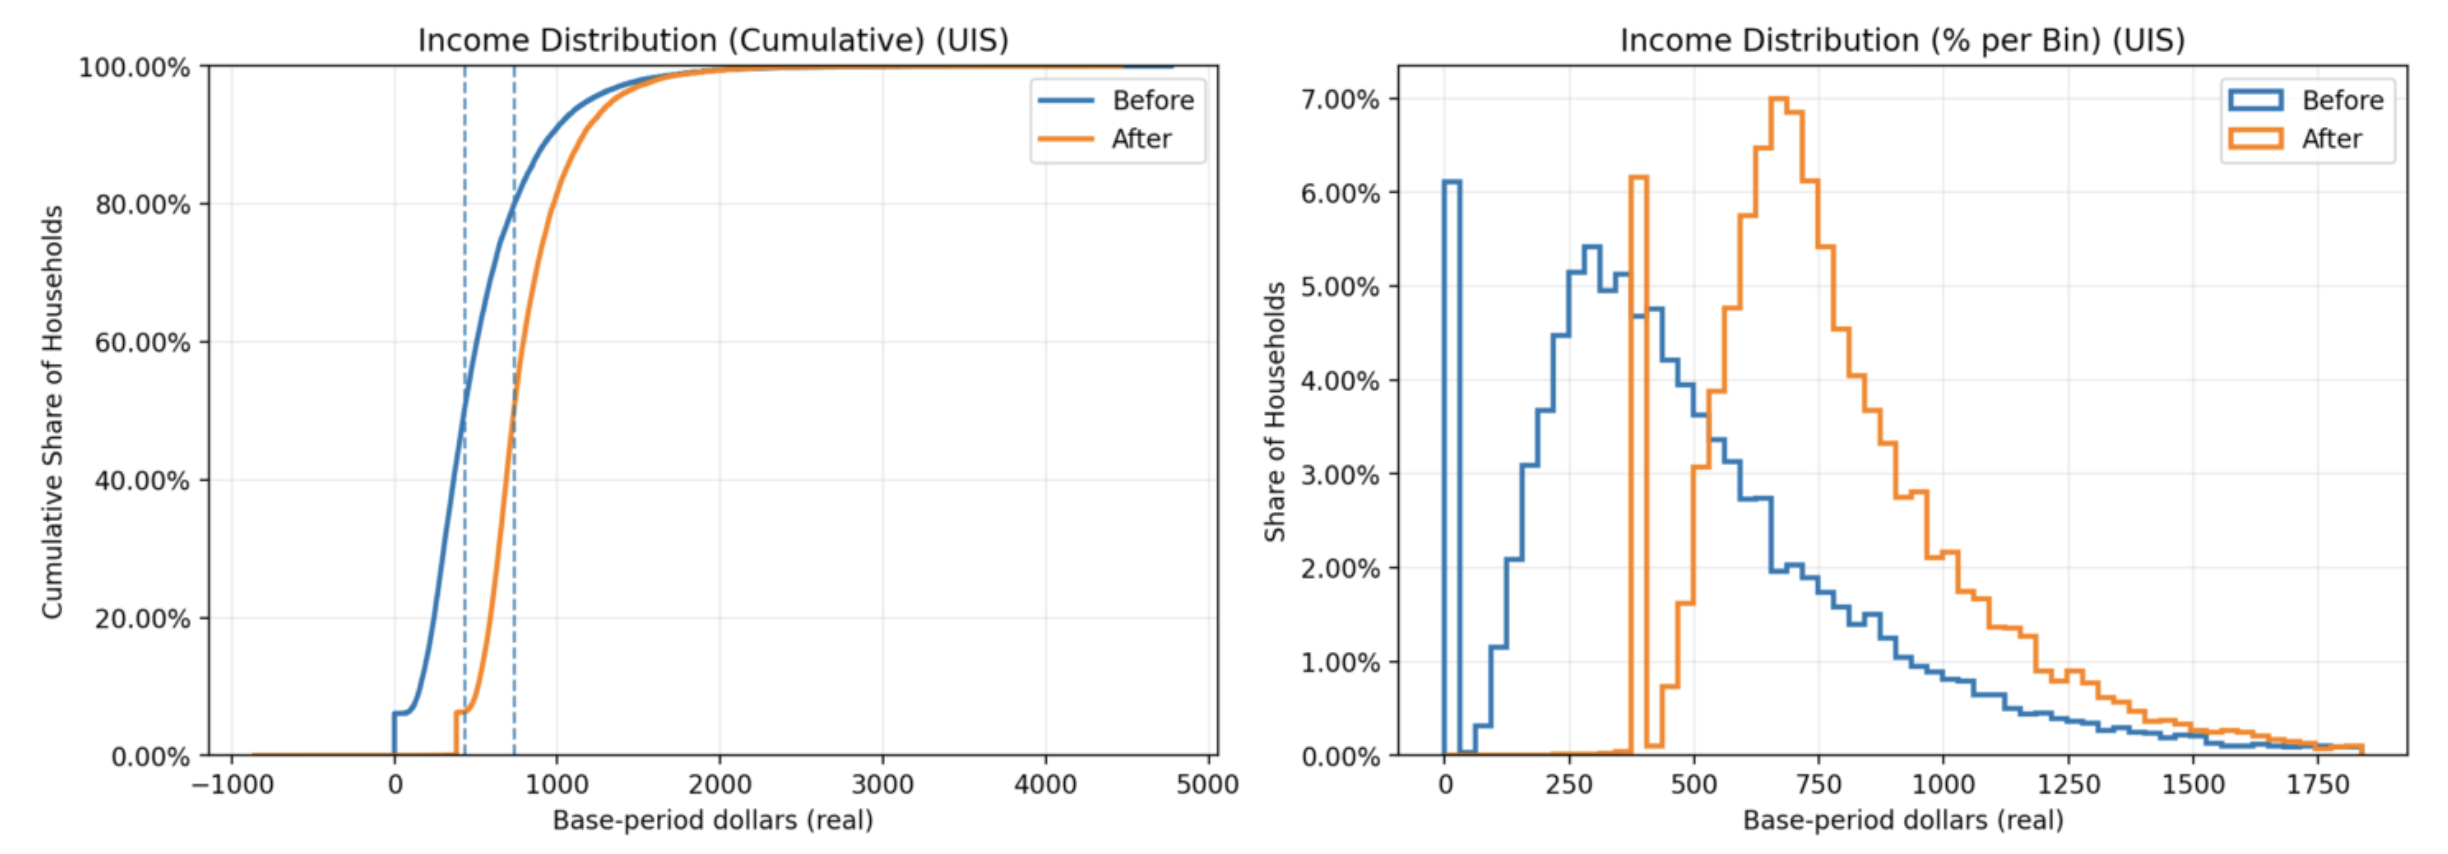 Income Distribution (Cumulative) (UIS)
100.00%
80.00%
60.00%
40.00%
20.00%
0.00%
Cumulative Share of Households
Before
After
−1000
0
1000
2000
3000
4000
5000
Base-period dollars (real)
Income Distribution (% per Bin) (UIS)
7.00%
6.00%
5.00%
4.00%
3.00%
2.00%
1.00%
0.00%
Share of Households
Before
After
0
250
500
750
1000
1250
1500
1750
Base-period dollars (real)